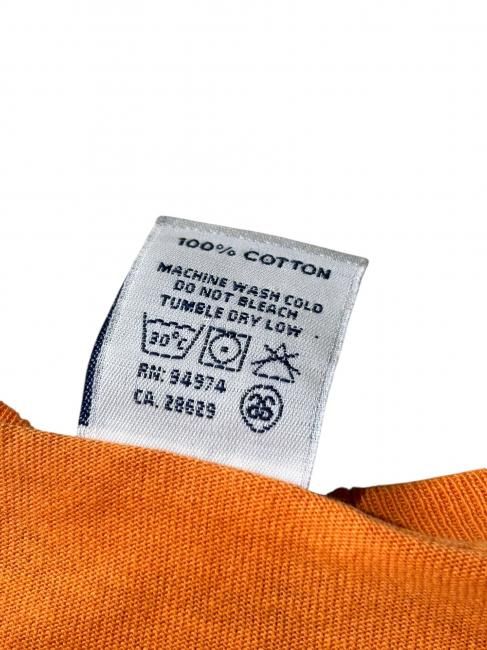 100% COTTON
MACHINE WASH COLD
DO NOT BLEACH
TUMBLE DRY LOW
30°C
RN: 94974
CA. 28629